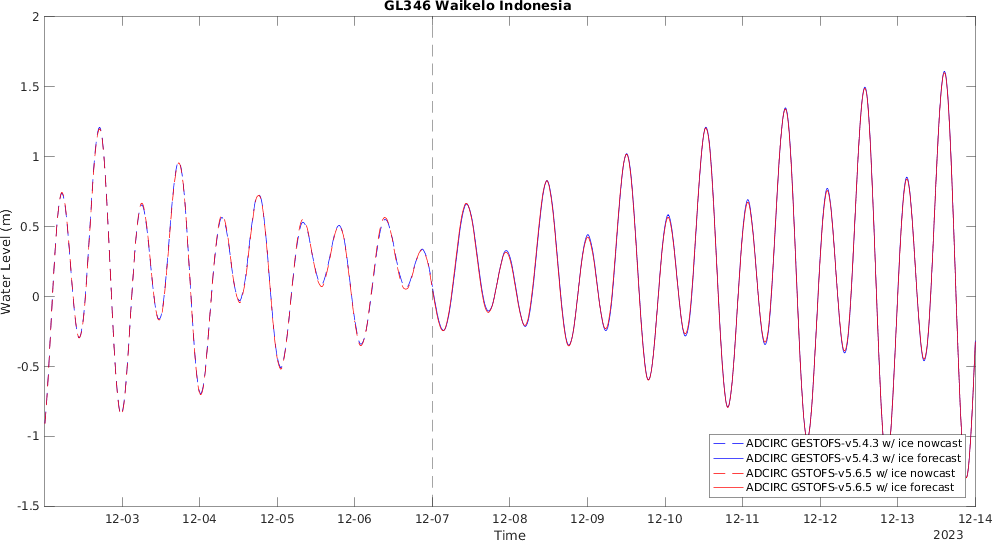 GL346 Waikelo Indonesia
2
1.5
1
0.5
0
-0.5
-1
-1.5
Water Level (m)
ADCIRC GESTOFS-v5.4.3 w/ ice nowcast
ADCIRC GESTOFS-v5.4.3 w/ ice forecast
ADCIRC GSTOFS-v5.6.5 w/ ice nowcast
ADCIRC GSTOFS-v5.6.5 w/ ice forecast
12-03 12-04 12-05 12-06 12-07 12-08 12-09 12-10 12-11 12-12 12-13 12-14
Time
2023